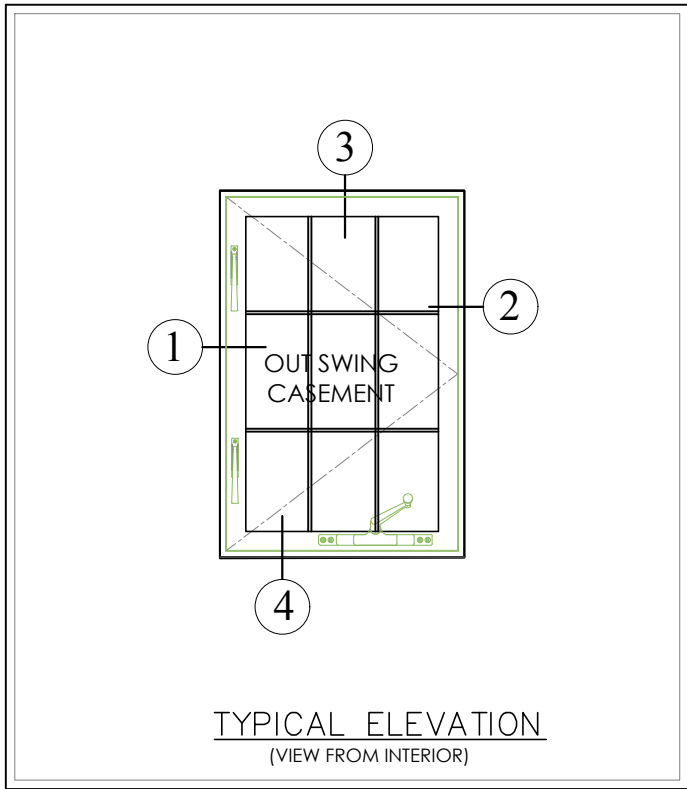 3
2
1
OUT SWING
CASEMENT
4
TYPICAL ELEVATION
(VIEW FROM INTERIOR)